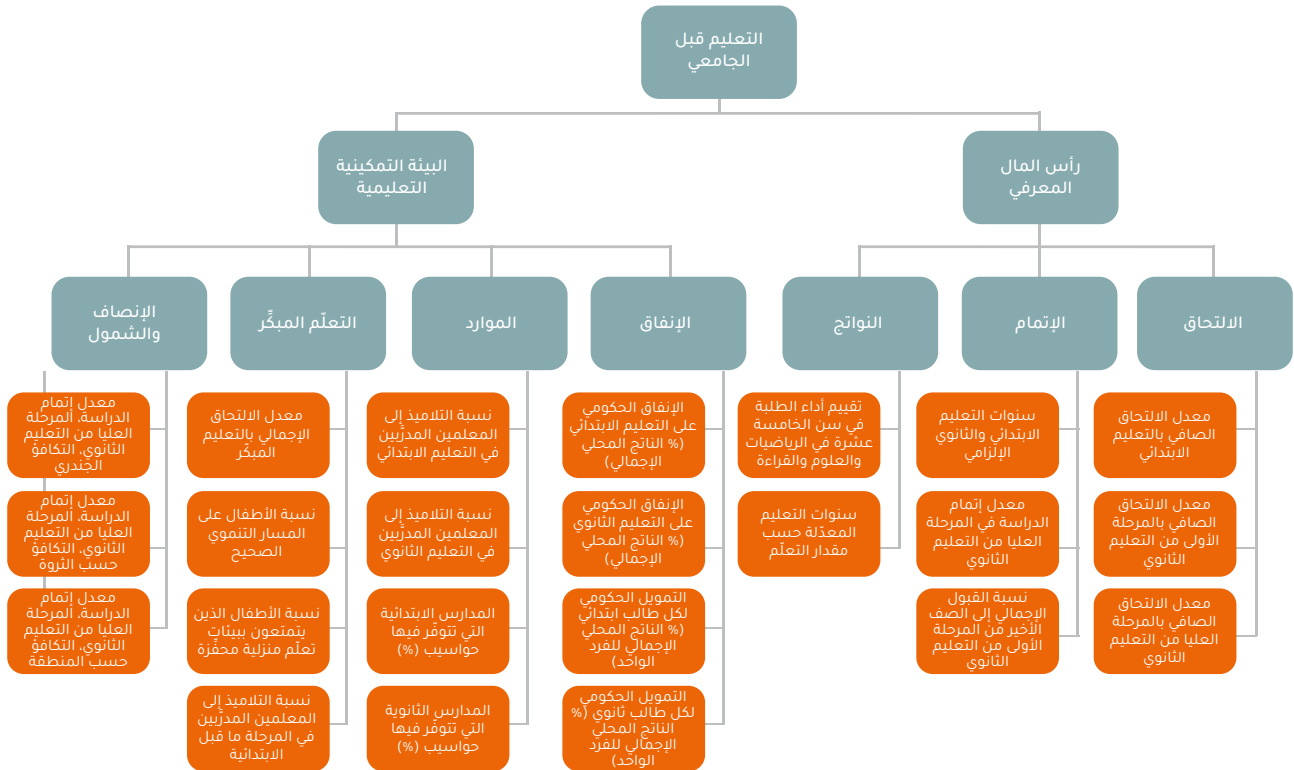 التعليم قبل
الجامعي
رأس المال
المعرفي
البيئة التمكينية
التعليمية
الالتحاق
الإتمام
النواتج
الإنفاق
الموارد
التعلّم المبكِّر
الإنصاف
والشمول
معدل الالتحاق
الصافي بالتعليم
الابتدائي
معدل الالتحاق
الصافي بالمرحلة
الأولى من التعليم
الثانوي
معدل الالتحاق
الصافي بالمرحلة
العليا من التعليم
الثانوي
سنوات التعليم
الابتدائي والثانوي
الإلزامي
معدل إتمام
الدراسة في المرحلة
العليا من التعليم
الثانوي
نسبة القبول
الإجمالي إلى الصف
الأخير من المرحلة
الأولى من التعليم
الثانوي
تقييم أداء الطلبة
في سن الخامسة
عشرة في الرياضيات
والعلوم والقراءة
سنوات التعليم
المعدّلة حسب
مقدار التعلّم
الإنفاق الحكومي
على التعليم الابتدائي
(% الناتج المحلي
الإجمالي)
الإنفاق الحكومي
على التعليم الثانوي
(% الناتج المحلي
الإجمالي)
التمويل الحكومي
لكل طالب ابتدائي
(% الناتج المحلي
الإجمالي للفرد
الواحد)
التمويل الحكومي
لكل طالب ثانوي (%
الناتج المحلي
الإجمالي للفرد
الواحد)
نسبة التلاميذ إلى
المعلمين المدرَّبين
في التعليم الابتدائي
نسبة التلاميذ إلى
المعلمين المدرَّبين
في التعليم الثانوي
المدارس الابتدائية
التي تتوفّر فيها
حواسيب (%)
المدارس الثانوية
التي تتوفّر فيها
حواسيب (%)
معدل الالتحاق
الإجمالي بالتعليم
المبكر
نسبة الأطفال على
المسار التنموي
الصحيح
نسبة الأطفال الذين
يتمتعون ببيئات
تعلّم منزلية محفّزة
نسبة التلاميذ إلى
المعلمين المدرَّبين
في المرحلة ما قبل
الابتدائية
معدل إتمام
الدراسة، المرحلة
العليا من التعليم
الثانوي، التكافؤ
الجندري
معدل إتمام
الدراسة، المرحلة
العليا من التعليم
الثانوي، التكافؤ
حسب الثروة
معدل إتمام
الدراسة، المرحلة
العليا من التعليم
الثانوي، التكافؤ
حسب المنطقة